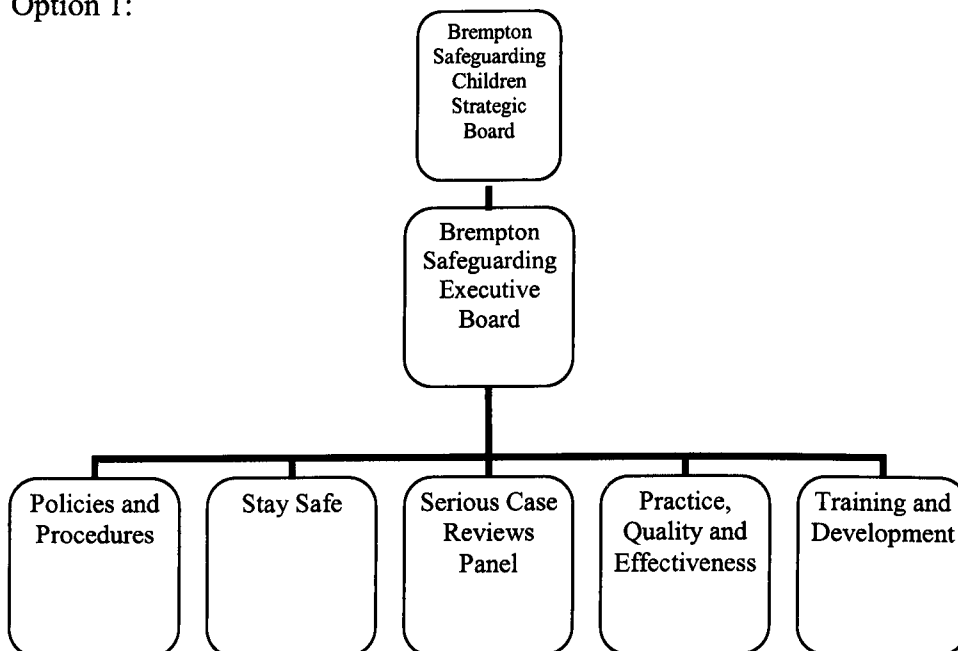 Option 1:
Brempton
Safeguarding
Children
Strategic
Board
Brempton
Safeguarding
Executive
Board
Policies and
Procedures
Stay Safe
Serious Case
Reviews
Panel
Practice,
Quality and
Effectiveness
Training and
Development